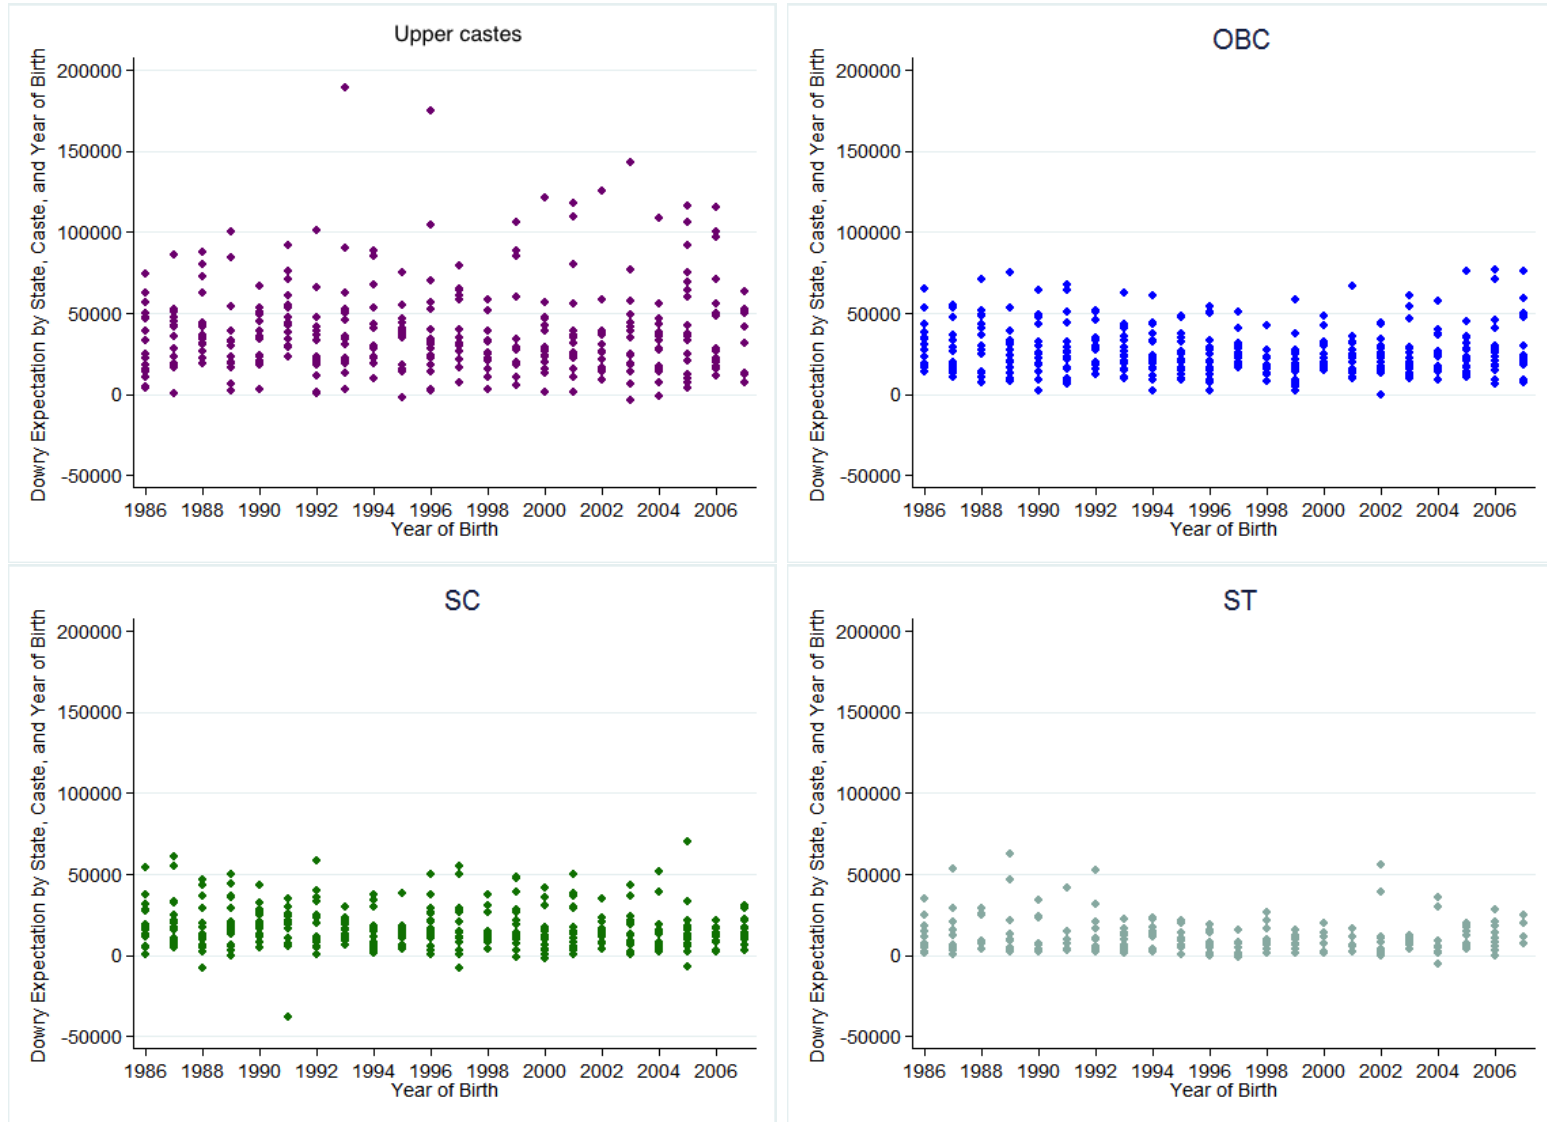 Upper castes
Dowry Expectation by State, Caste, and Year of Birth
200000
150000
100000
50000
0
-50000
1986 1988 1990 1992 1994 1996 1998 2000 2002 2004 2006
Year of Birth
OBC
Dowry Expectation by State, Caste, and Year of Birth
200000
150000
100000
50000
0
-50000
1986 1988 1990 1992 1994 1996 1998 2000 2002 2004 2006
Year of Birth
SC
Dowry Expectation by State, Caste, and Year of Birth
200000
150000
100000
50000
0
-50000
1986 1988 1990 1992 1994 1996 1998 2000 2002 2004 2006
Year of Birth
ST
Dowry Expectation by State, Caste, and Year of Birth
200000
150000
100000
50000
0
-50000
1986 1988 1990 1992 1994 1996 1998 2000 2002 2004 2006
Year of Birth